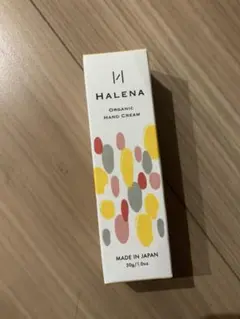 HALENA
ORGANIC
HAND CREAM
MADE IN JAPAN
30g/1.0oz